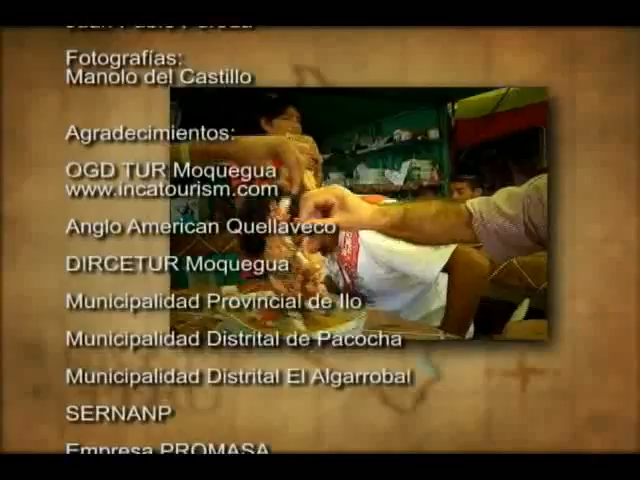 Fotografías:
Manolo del Castillo
Agradecimientos:
OGD TUR Moquegua
www.incatourism.com
Anglo American Quellaveco
DIRCETUR Moquegua
Municipalidad Provincial de Ilo
Municipalidad Distrital de Pacocha
Municipalidad Distrital El Algarrobal
SERNANP
Empresa PROMASA